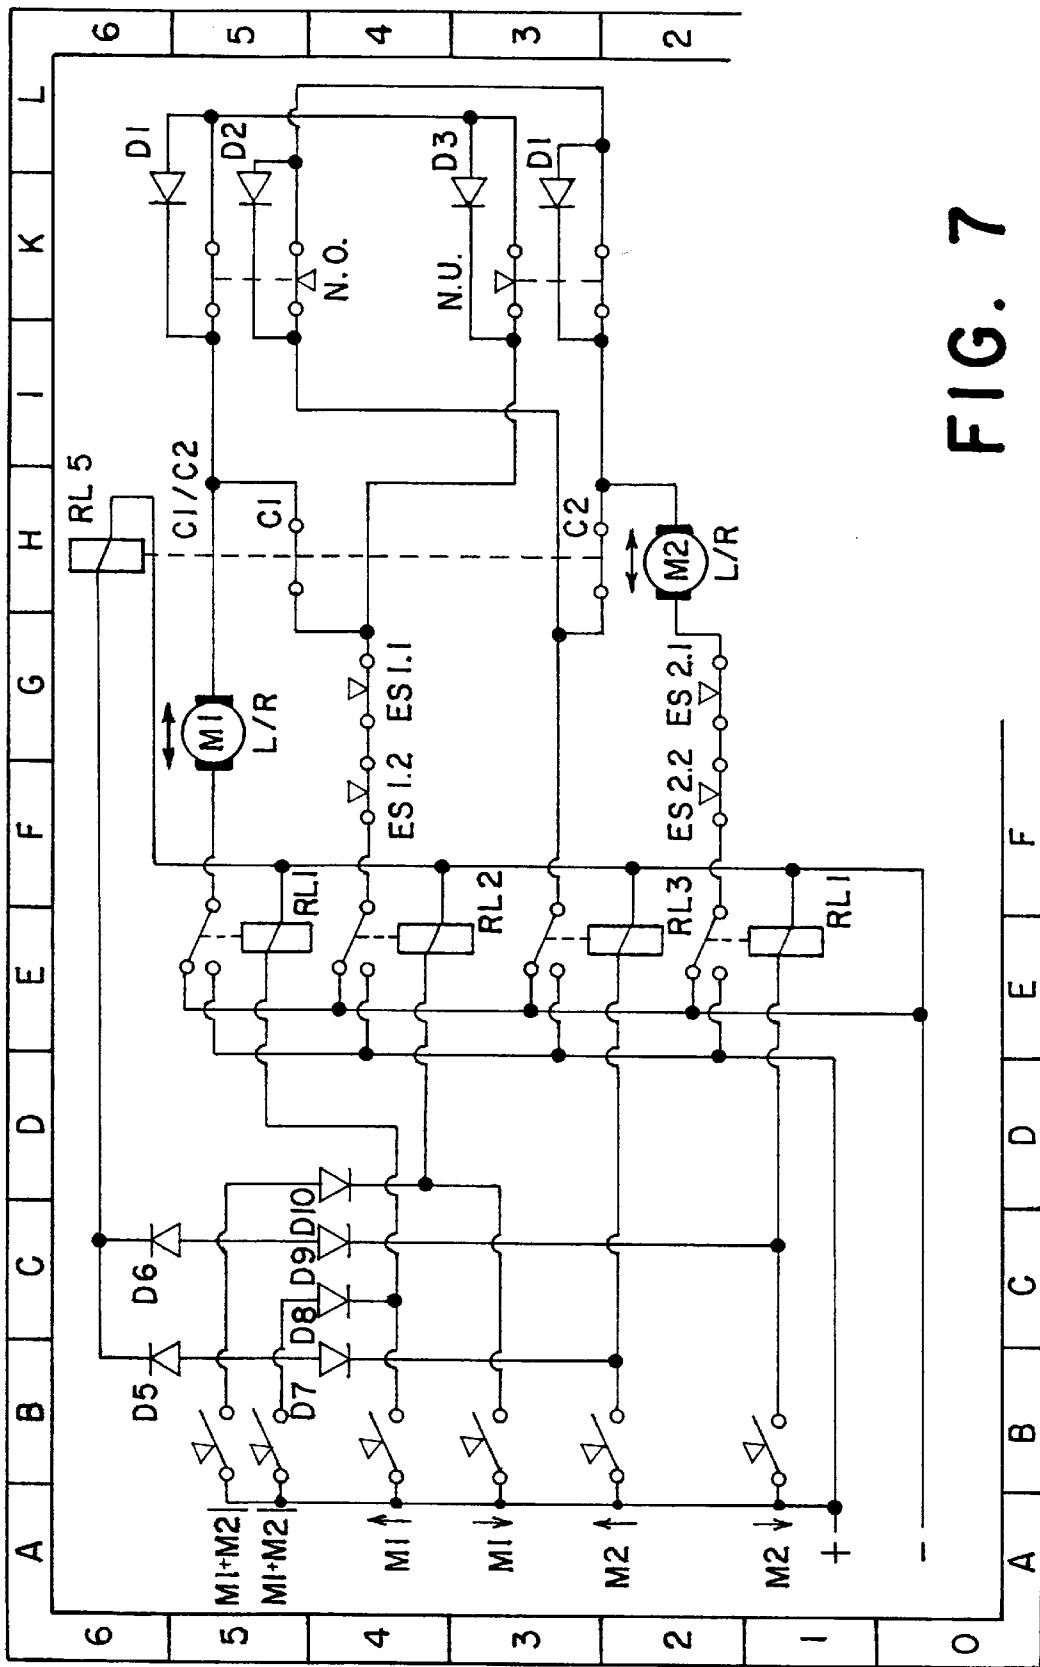 A B C D E F G H I K L
6 6
RL 5
D5 D6 D1
M1+M2 C1/C2
5 5
M1+M2 M1 D2
L/R
D7 D8 D9 D10 RL1 C1
N.O.
4 4
M1 ES 1.2 ES 1.1
N.U. D3
RL2
M1
3 3
D1
C2
M2
RL3 M2
ES 2.2 ES 2.1 L/R
2 2
M2
RL1
1
+
-
0
A B C D E F
FIG. 7